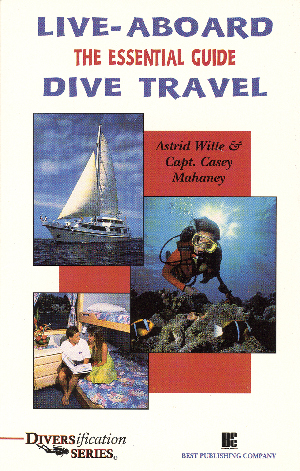 LIVE-ABOARD
THE ESSENTIAL GUIDE
DIVE TRAVEL
Astrid Witte &
Capt. Casey
Mahaney
DIVERSification
SERIES
BEST PUBLISHING COMPANY